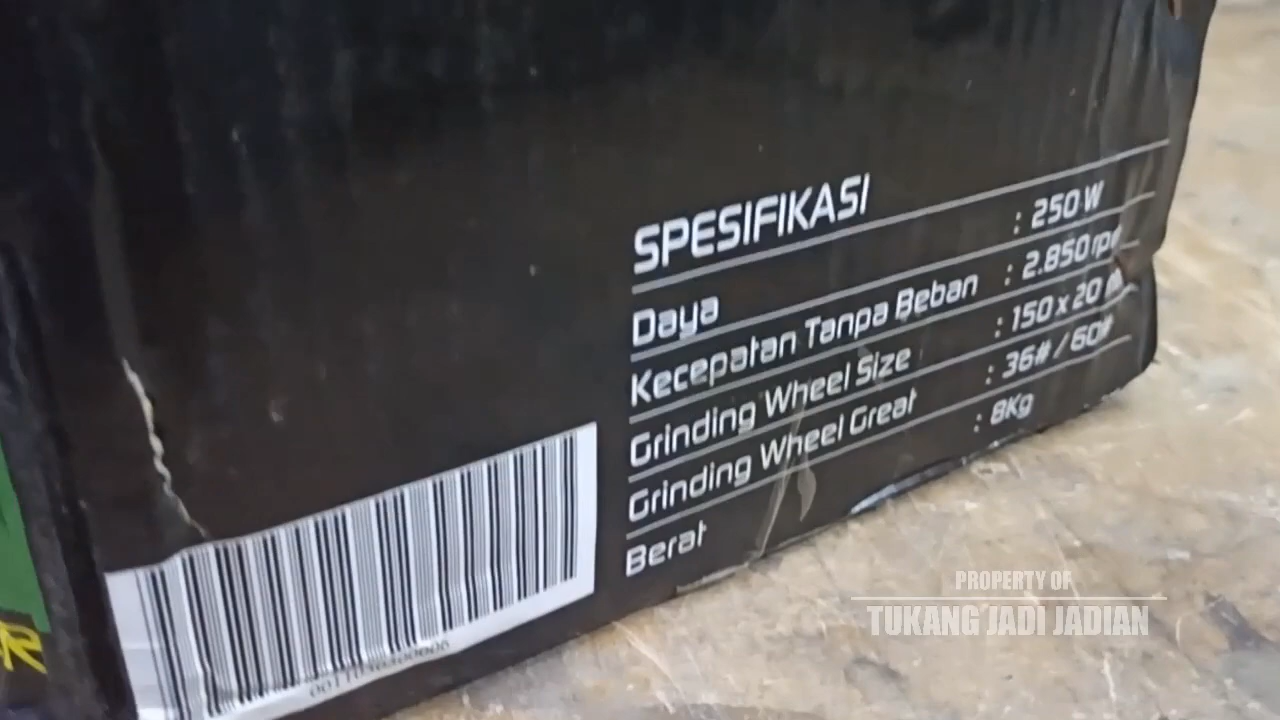 SPESIFIKASI
Daya : 250 W
Kecepatan Tanpa Beban : 2.850
Grinding Wheel Size : 150 x 20
Grinding Wheel Great : 36# / 60#
Berat : 8Kg
PROPERTY OF
TUKANG JADI JADIAN